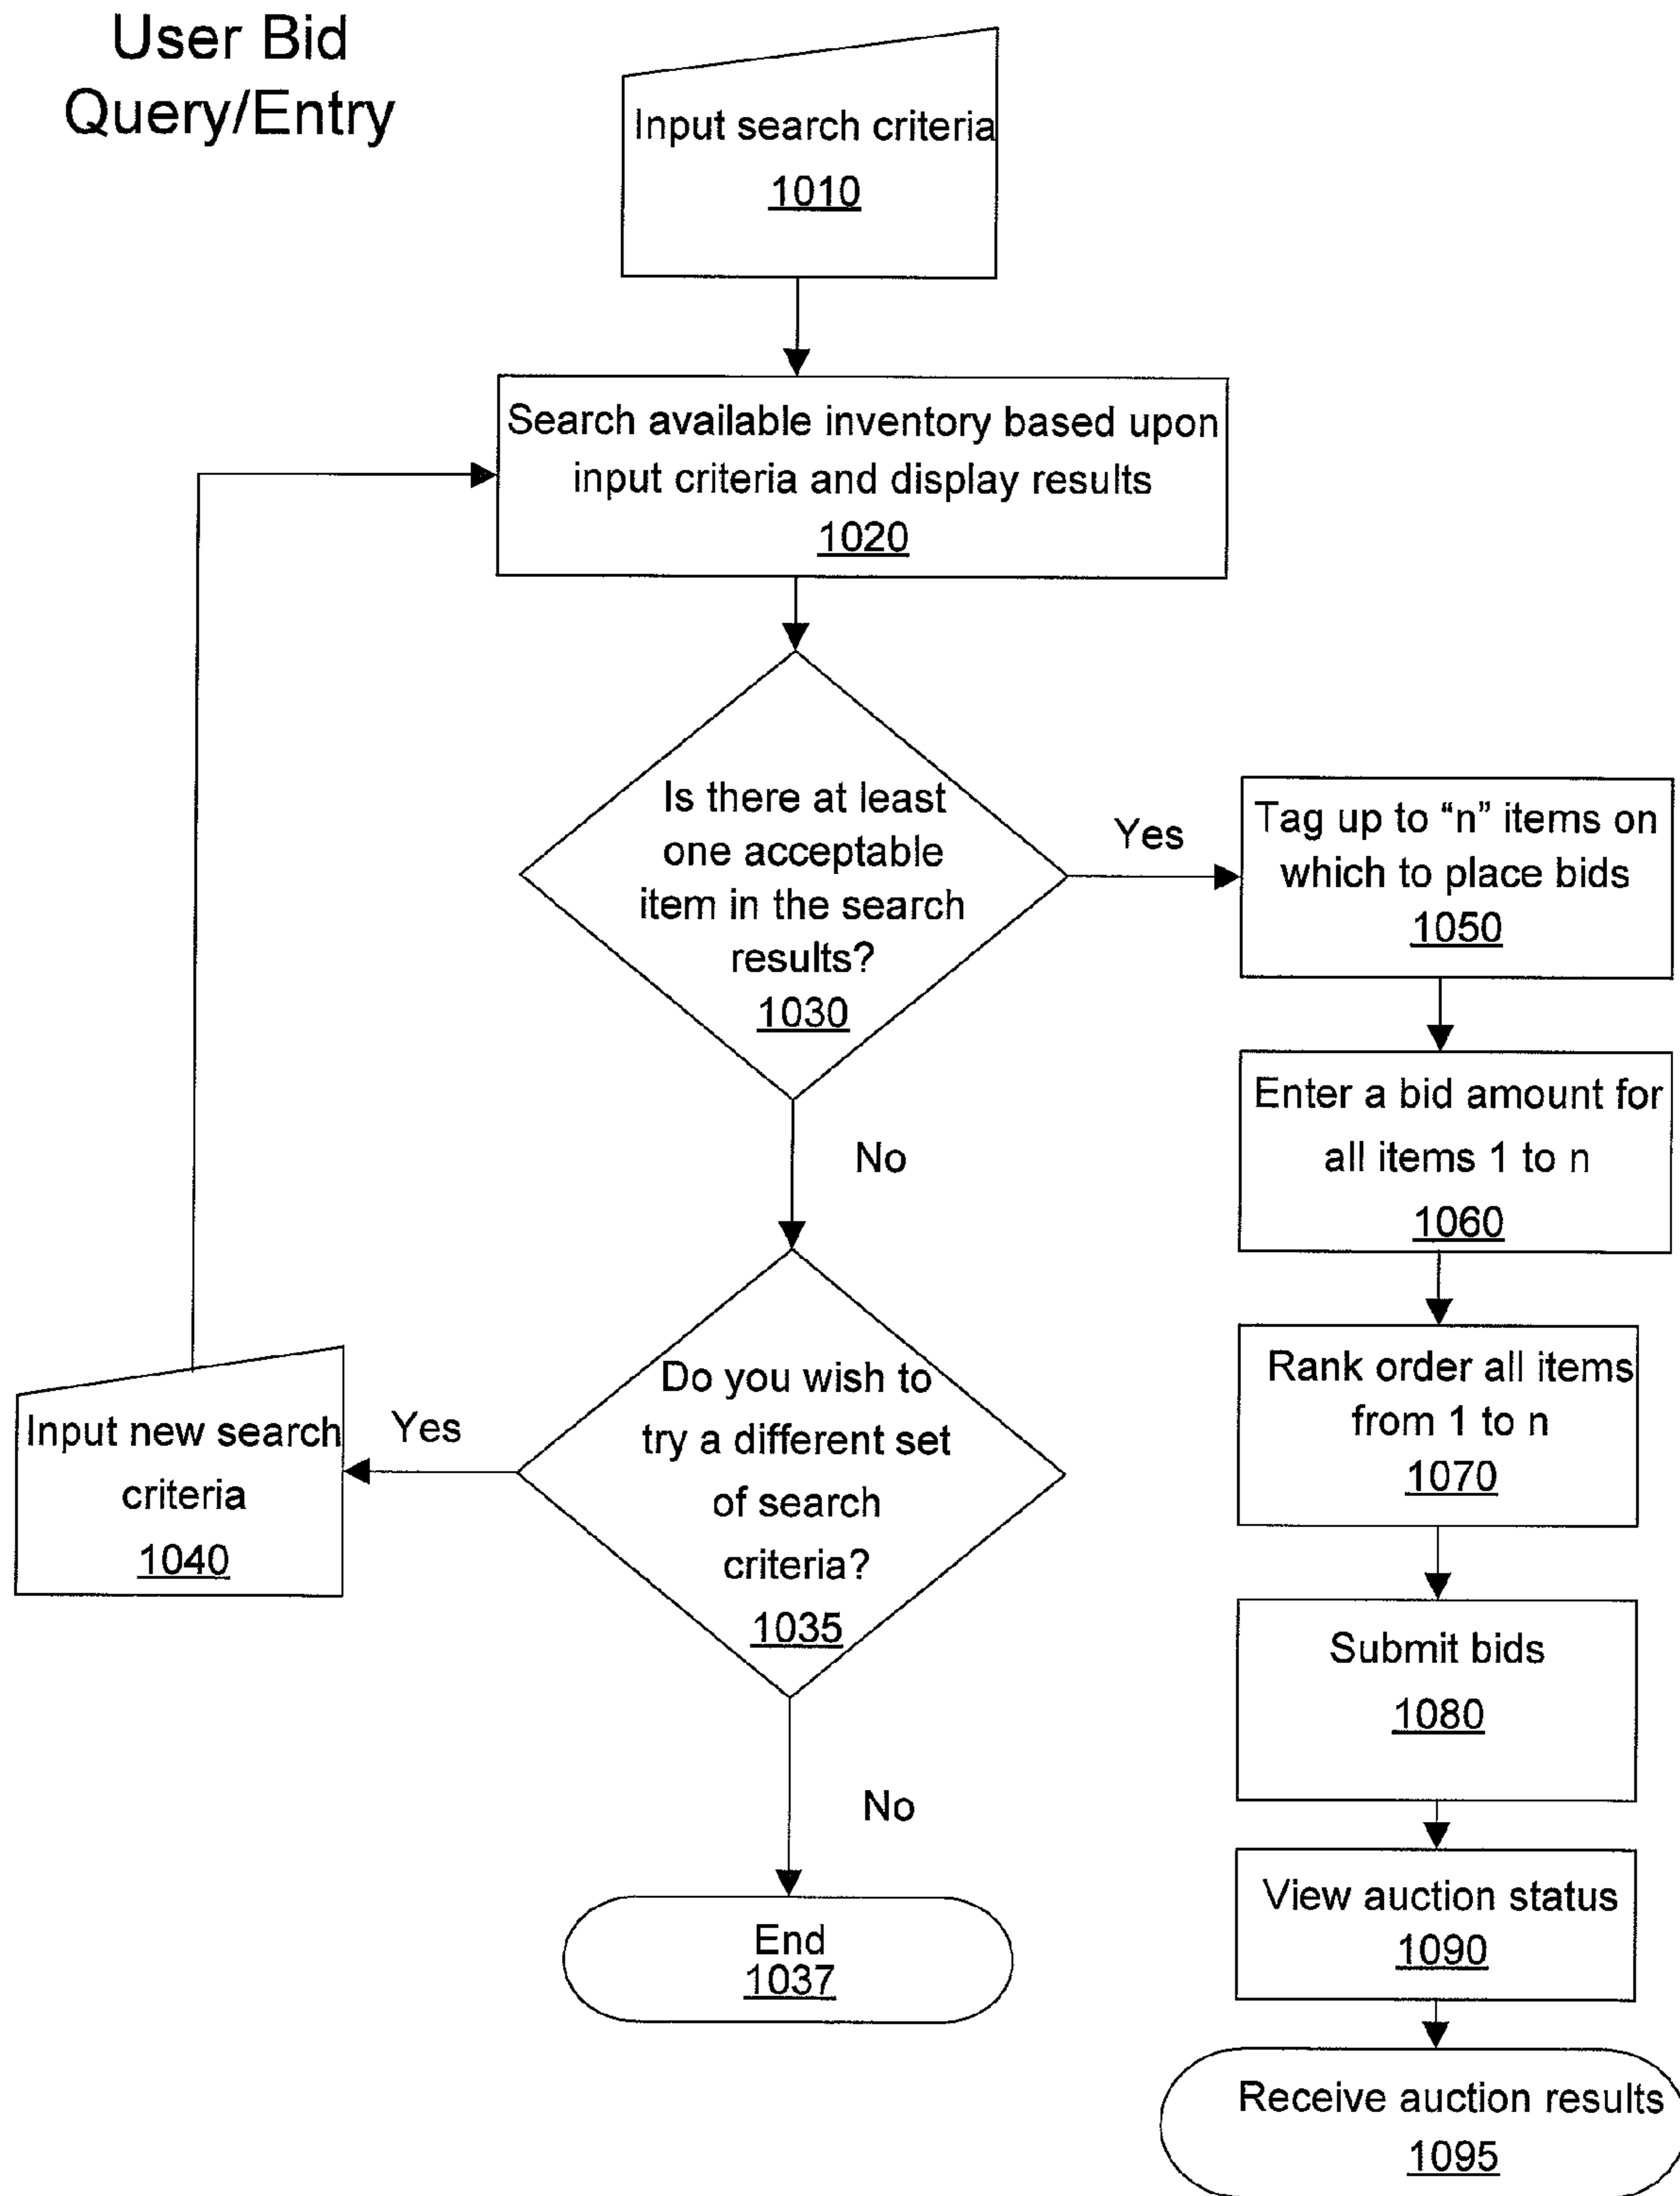 User Bid
Query/Entry
Input search criteria
1010
Search available inventory based upon
input criteria and display results
1020
Is there at least
one acceptable
item in the search
results?
1030
Yes
Tag up to “n” items on
which to place bids
1050
Enter a bid amount for
all items 1 to n
1060
No
Rank order all items
from 1 to n
1070
Do you wish to
try a different set
of search
criteria?
1035
Yes
Input new search
criteria
1040
Submit bids
1080
No
View auction status
1090
End
1037
Receive auction results
1095